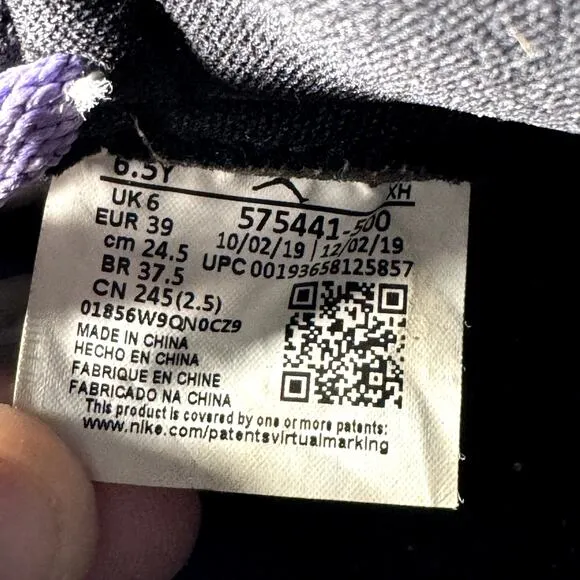 6.5Y
XH
UK 6
EUR 39
cm 24.5
BR 37.5
CN 245(2.5)
575441-500
10/02/19 | 12/02/19
UPC 00193658125857
01856W9QN0CZ9
MADE IN CHINA
HECHO EN CHINA
FABRIQUE EN CHINE
FABRICADO NA CHINA
This product is covered by one or more patents:
www.nike.com/patentsvirtualmarking